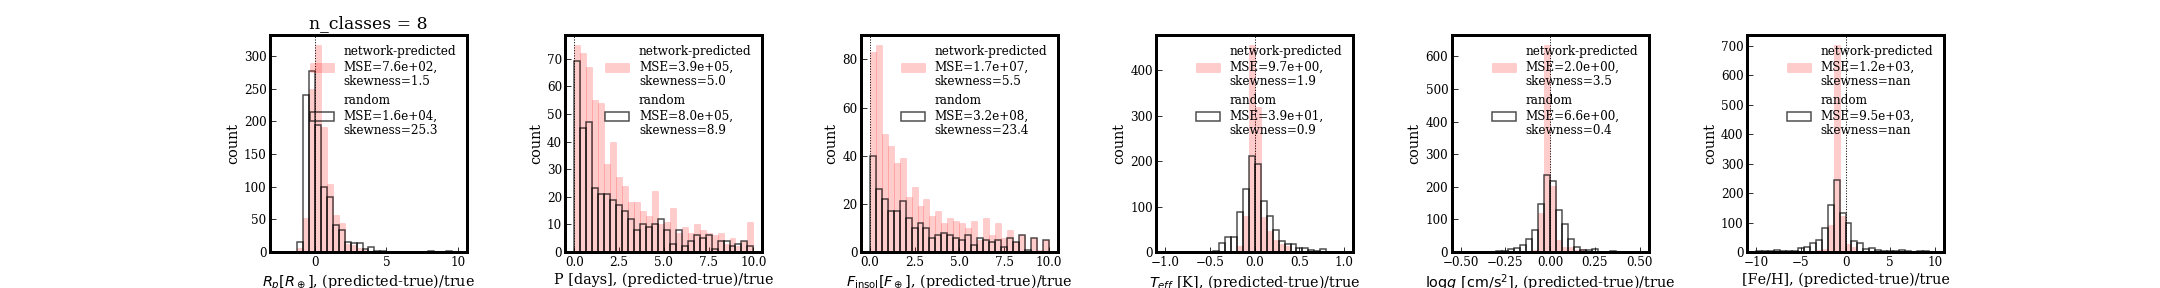 n_classes = 8
count
300
250
200
150
100
50
0
network-predicted
MSE=7.6e+02,
skewness=1.5
random
MSE=1.6e+04,
skewness=25.3
0 5 10
R_p[R_⊕], (predicted-true)/true
count
70
60
50
40
30
20
10
0
network-predicted
MSE=3.9e+05,
skewness=5.0
random
MSE=8.0e+05,
skewness=8.9
0.0 2.5 5.0 7.5 10.0
P [days], (predicted-true)/true
count
80
60
40
20
0
network-predicted
MSE=1.7e+07,
skewness=5.5
random
MSE=3.2e+08,
skewness=23.4
0.0 2.5 5.0 7.5 10.0
F_insol[F_⊕], (predicted-true)/true
count
400
300
200
100
0
network-predicted
MSE=9.7e+00,
skewness=1.9
random
MSE=3.9e+01,
skewness=0.9
−1.0 −0.5 0.0 0.5 1.0
T_eff [K], (predicted-true)/true
count
600
500
400
300
200
100
0
network-predicted
MSE=2.0e+00,
skewness=3.5
random
MSE=6.6e+00,
skewness=0.4
−0.50 −0.25 0.00 0.25 0.50
logg [cm/s²], (predicted-true)/true
count
700
600
500
400
300
200
100
0
network-predicted
MSE=1.2e+03,
skewness=nan
random
MSE=9.5e+03,
skewness=nan
−10 −5 0 5 10
[Fe/H], (predicted-true)/true